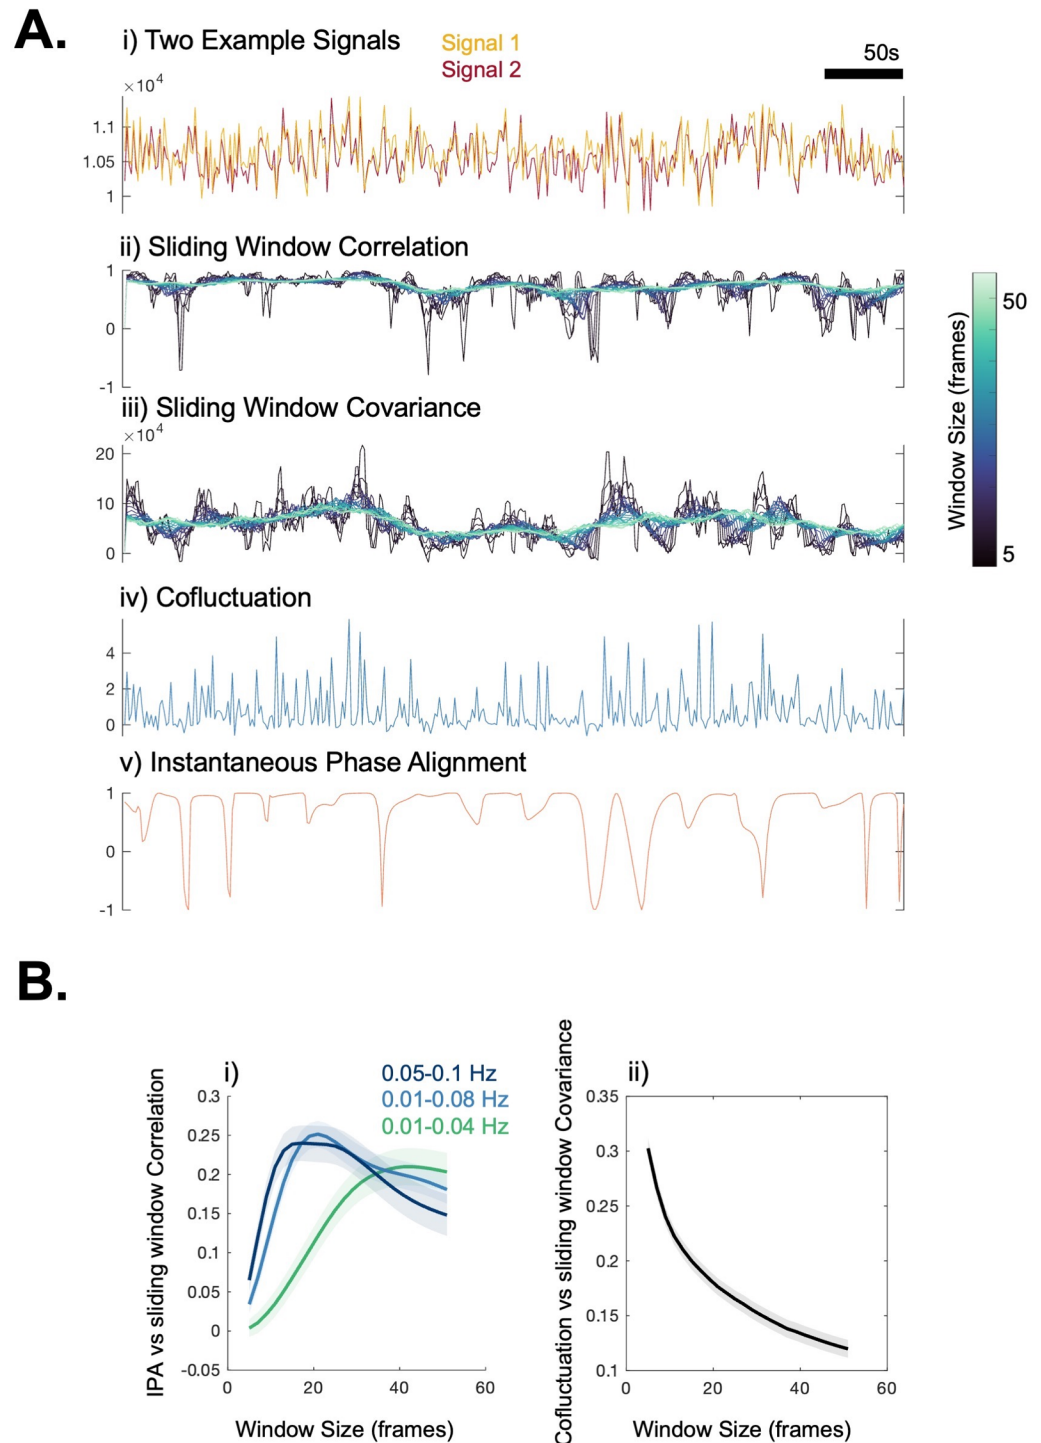 A.
i) Two Example Signals
Signal 1
Signal 2
50s
×10⁴
1.1
1.05
1
ii) Sliding Window Correlation
1
0
-1
iii) Sliding Window Covariance
×10⁴
20
10
0
Window Size (frames)
50
5
iv) Cofluctuation
4
2
0
v) Instantaneous Phase Alignment
1
0
-1
B.
i)
0.05-0.1 Hz
0.01-0.08 Hz
0.01-0.04 Hz
IPA vs sliding window Correlation
0.3
0.25
0.2
0.15
0.1
0.05
0
-0.05
0 20 40 60
Window Size (frames)
ii)
Cofluctuation vs sliding window Covariance
0.35
0.3
0.25
0.2
0.15
0.1
0 20 40 60
Window Size (frames)